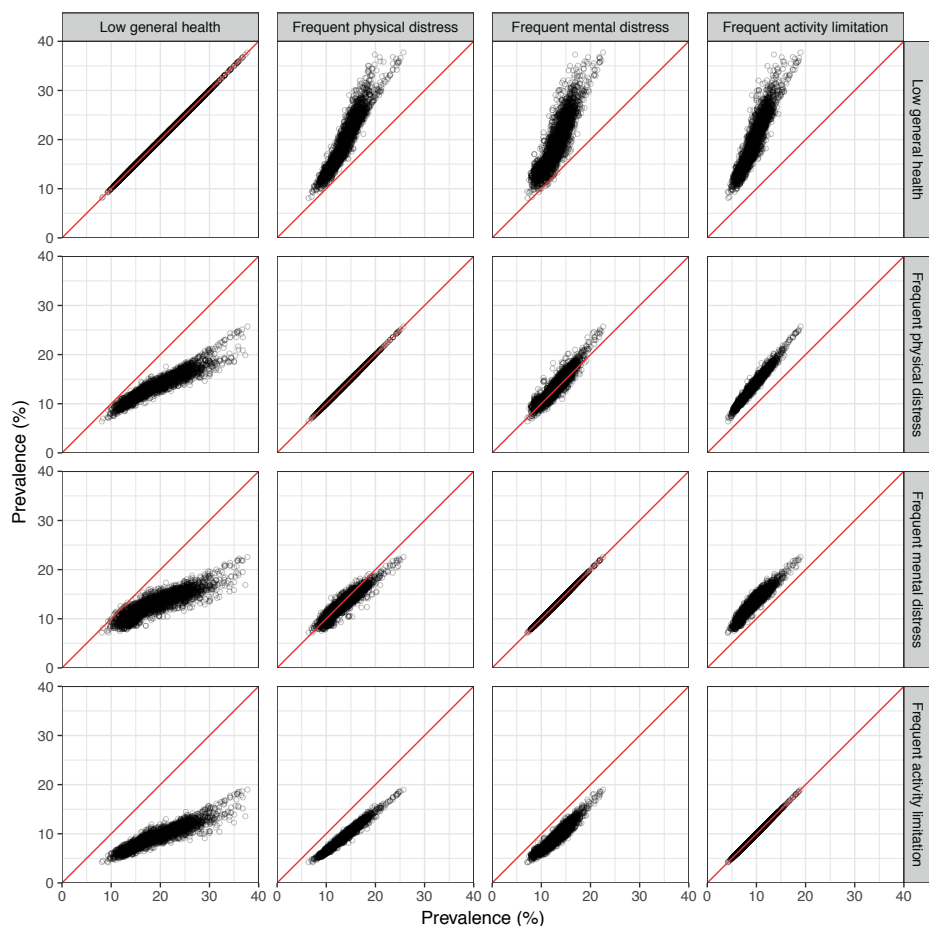 Low general health
Frequent physical distress
Frequent mental distress
Frequent activity limitation
40
30
20
10
0
Low general health
40
30
20
10
0
Frequent physical distress
40
30
20
10
0
Frequent mental distress
40
30
20
10
0
Frequent activity limitation
Prevalence (%)
0 10 20 30 40
0 10 20 30 40
0 10 20 30 40
0 10 20 30 40
Prevalence (%)